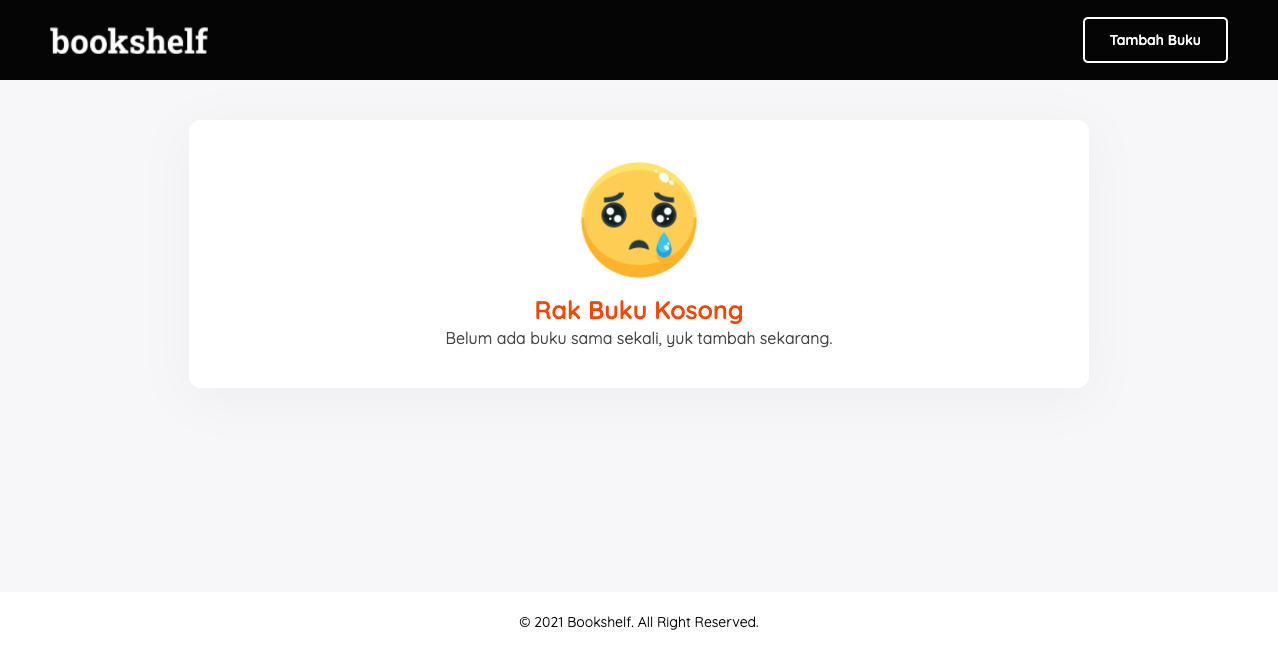 bookshelf
Tambah Buku
Rak Buku Kosong
Belum ada buku sama sekali, yuk tambah sekarang.
© 2021 Bookshelf. All Right Reserved.